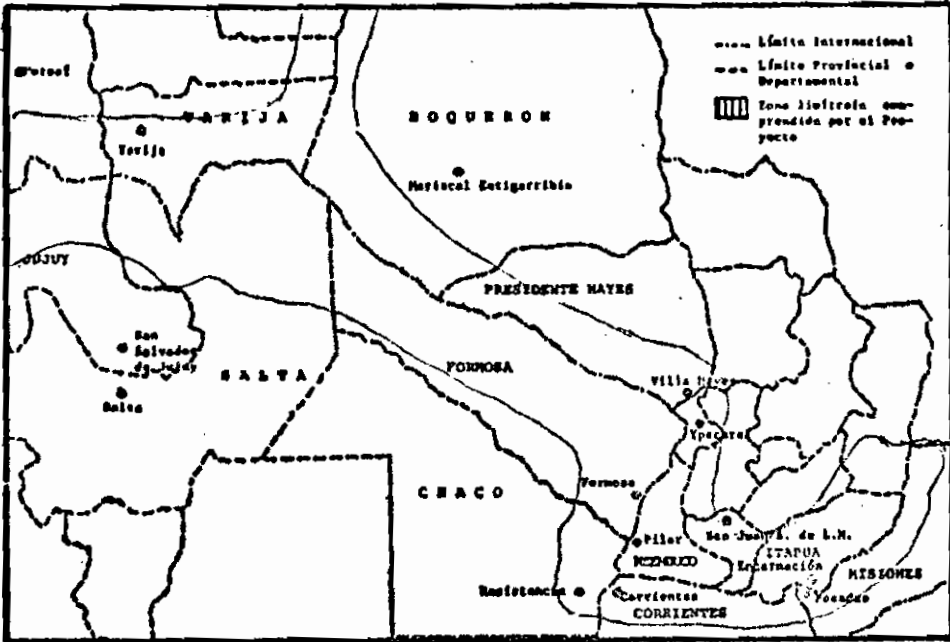 Límite Internacional
Límite Provincial o
Departamental
Zona limítrofe com-
prendida por el Pro-
yecto
Potosí
TARIJA
Tarija
BOQUERON
Mariscal Estigarribia
JUJUY
PRESIDENTE HAYES
San
Salvador
de Jujuy
SALTA
Salta
FORMOSA
Villa Hayes
Ypacaraí
CHACO
Formosa
Pilar
San Juan B. de L.M.
ITAPUA
Encarnación
MISIONES
Resistencia
Corrientes
Posadas
CORRIENTES